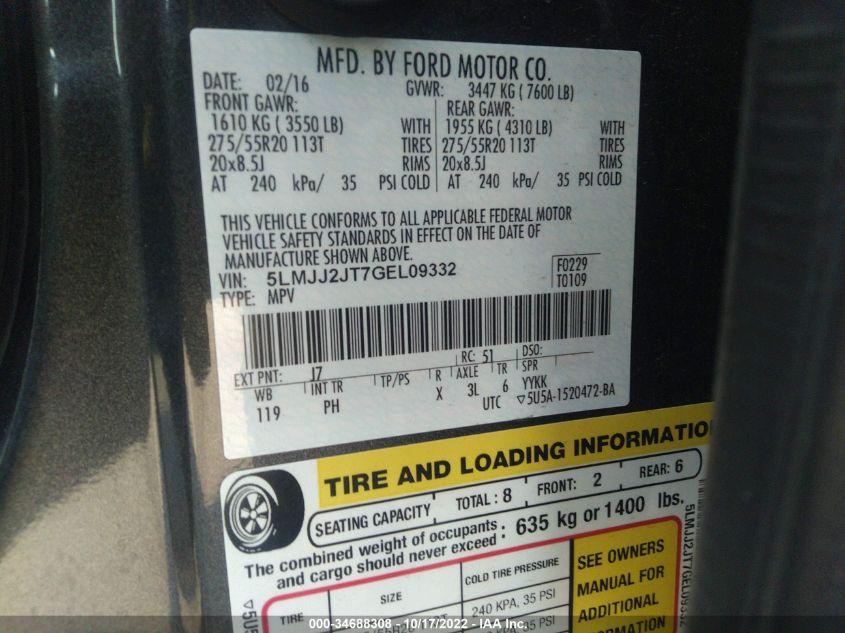 MFD. BY FORD MOTOR CO.
DATE: 02/16 GVWR: 3447 KG ( 7600 LB)
FRONT GAWR: REAR GAWR:
1610 KG ( 3550 LB) WITH 1955 KG ( 4310 LB) WITH
275/55R20 113T TIRES 275/55R20 113T TIRES
20x8.5J RIMS 20x8.5J RIMS
AT 240 kPa/ 35 PSI COLD AT 240 kPa/ 35 PSI COLD
THIS VEHICLE CONFORMS TO ALL APPLICABLE FEDERAL MOTOR
VEHICLE SAFETY STANDARDS IN EFFECT ON THE DATE OF
MANUFACTURE SHOWN ABOVE.
VIN: 5LMJJ2JT7GEL09332 F0229
TYPE: MPV T0109
EXT PNT: J7 RC: 51 DSO:
WB INT TR TP/PS R AXLE TR SPR
119 PH X 3L 6 YYKK
UTC ▽5U5A-1520472-BA
TIRE AND LOADING INFORMATIO
SEATING CAPACITY TOTAL : 8 FRONT: 2 REAR: 6
The combined weight of occupants
and cargo should never exceed : 635 kg or 1400 lbs.
TIRE SIZE COLD TIRE PRESSURE
240 KPA, 35 PSI
35 PSI
SEE OWNERS
MANUAL FOR
ADDITIONAL
5LMJJ2JT7GEL09332
▽5U5
000-34688308 - 10/17/2022 - IAA Inc.